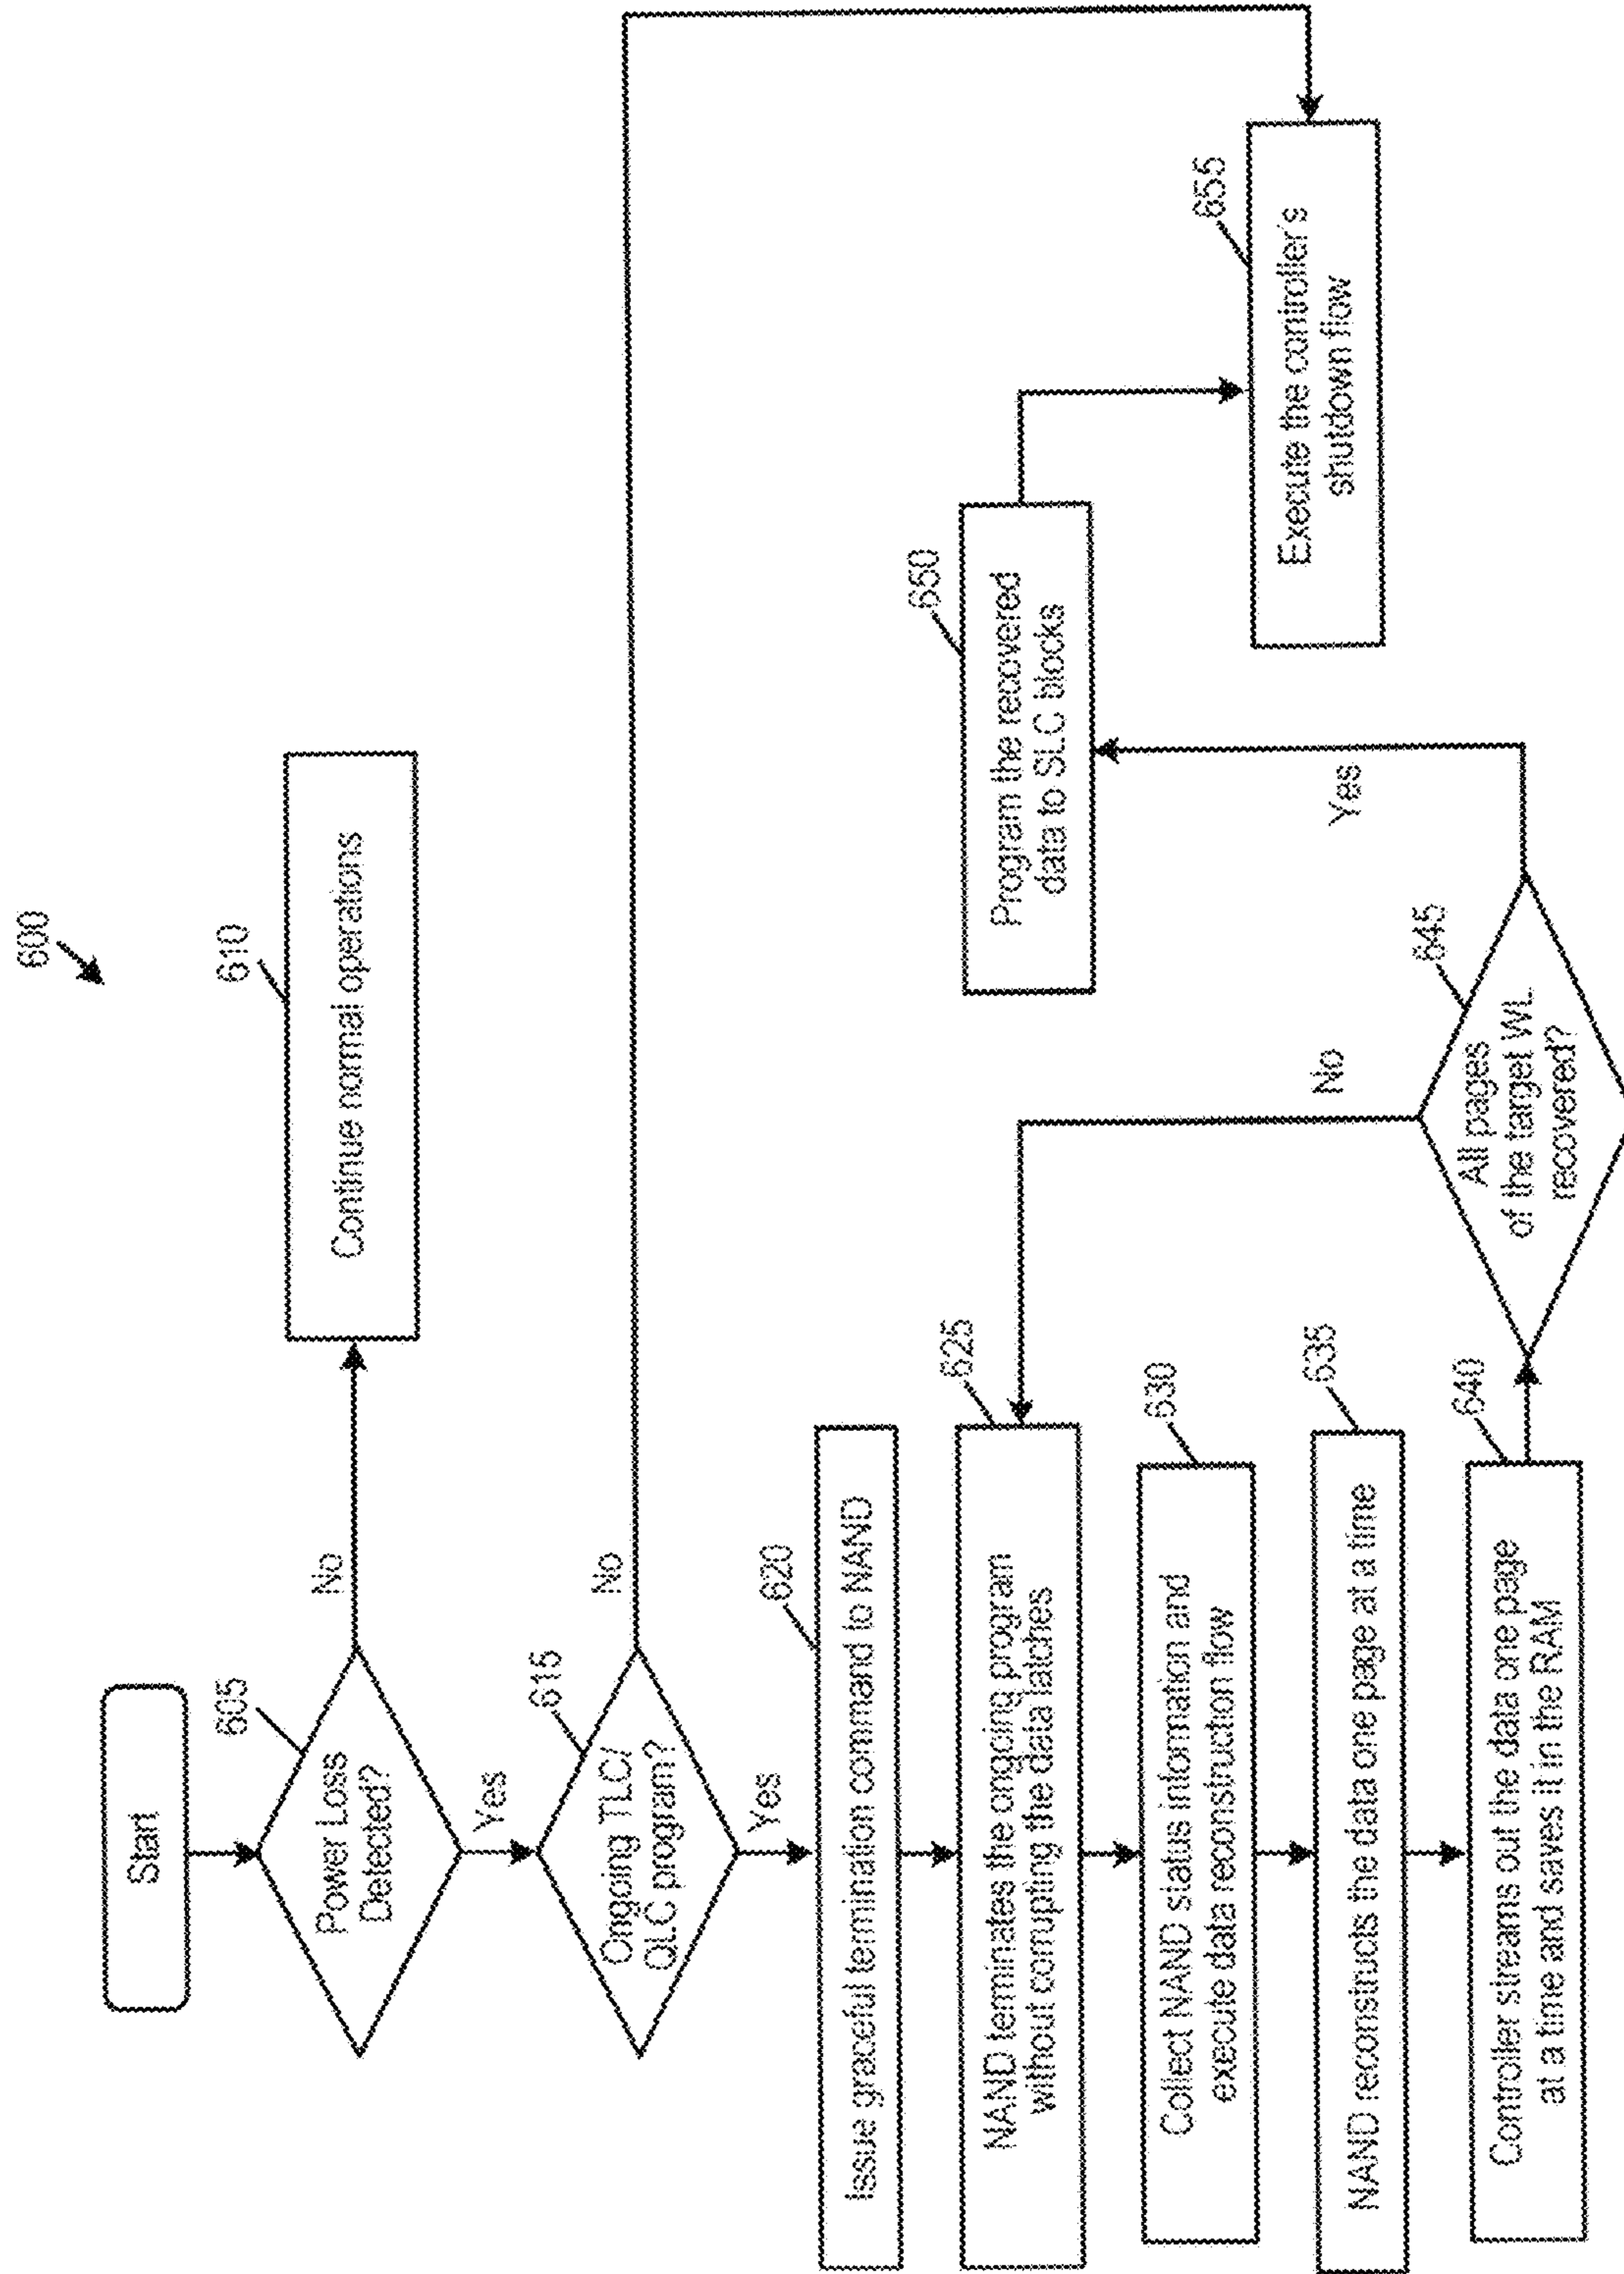 600
Start
605
Power Loss
Detected?
No
610
Continue normal operations
Yes
615
Ongoing TLC/
QLC program?
No
Yes
620
Issue graceful termination command to NAND
625
NAND terminates the ongoing program
without corrupting the data latches
630
Collect NAND status information and
execute data reconstruction flow
635
NAND reconstructs the data one page at a time
640
Controller streams out the data one page
at a time and saves it in the RAM
645
All pages
of the target WL
recovered?
No
Yes
650
Program the recovered
data to SLC blocks
655
Execute the controller's
shutdown flow